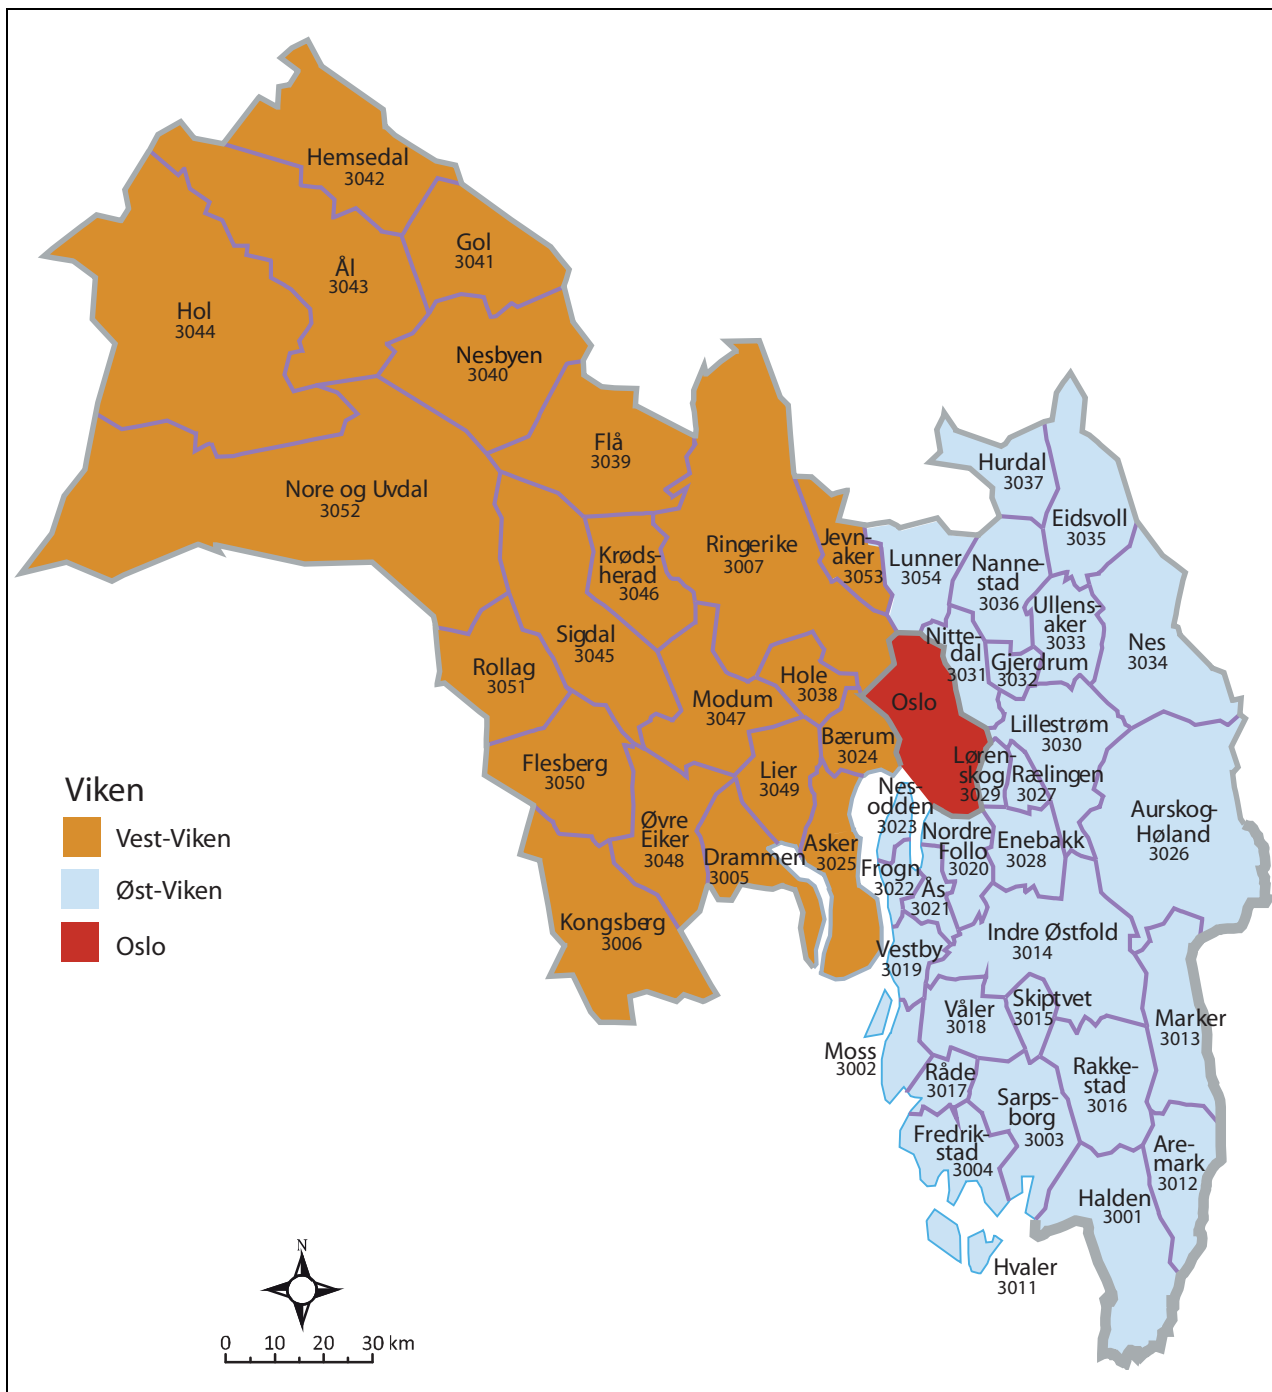 Hemsedal
3042
Gol
3041
Ål
3043
Hol
3044
Nesbyen
3040
Flå
3039
Nore og Uvdal
3052
Hurdal
3037
Eidsvoll
3035
Ringerike
3007
Jevn-
aker
3053
Lunner
3054
Nanne-
stad
3036
Krøds-
herad
3046
Ullens-
aker
3033
Nes
3034
Sigdal
3045
Nitte-
dal
3031
Gjerdrum
3032
Rollag
3051
Hole
3038
Modum
3047
Oslo
Lillestrøm
3030
Bærum
3024
Flesberg
3050
Lier
3049
Løren-
skog
3029
Rælingen
3027
Viken
Vest-Viken
Øst-Viken
Oslo
Nes-
odden
3023
Aurskog-
Høland
3026
Øvre
Eiker
3048
Drammen
3005
Asker
3025
Nordre
Follo
3020
Enebakk
3028
Frogn
3022
Ås
3021
Kongsberg
3006
Indre Østfold
3014
Vestby
3019
Skiptvet
3015
Våler
3018
Marker
3013
Moss
3002
Råde
3017
Rakke-
stad
3016
Sarps-
borg
3003
Fredrik-
stad
3004
Are-
mark
3012
Halden
3001
Hvaler
3011
N
0 10 20 30 km